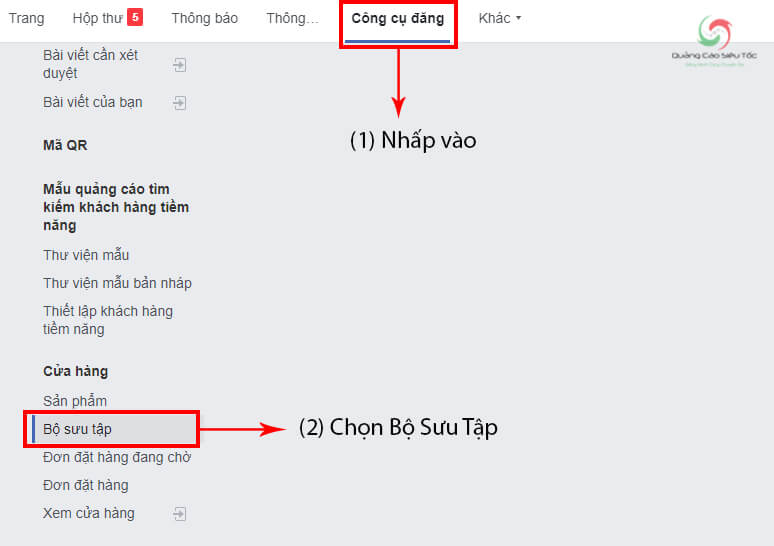 Trang
Hộp thư 5
Thông báo
Thông...
Công cụ đăng
Khác
Quảng Cáo Siêu Tốc
Bài viết cần xét
duyệt
Bài viết của bạn
(1) Nhấp vào
Mã QR
Mẫu quảng cáo tìm
kiếm khách hàng tiềm
năng
Thư viện mẫu
Thư viện mẫu bản nháp
Thiết lập khách hàng
tiềm năng
Cửa hàng
Sản phẩm
Bộ sưu tập
(2) Chọn Bộ Sưu Tập
Đơn đặt hàng đang chờ
Đơn đặt hàng
Xem cửa hàng